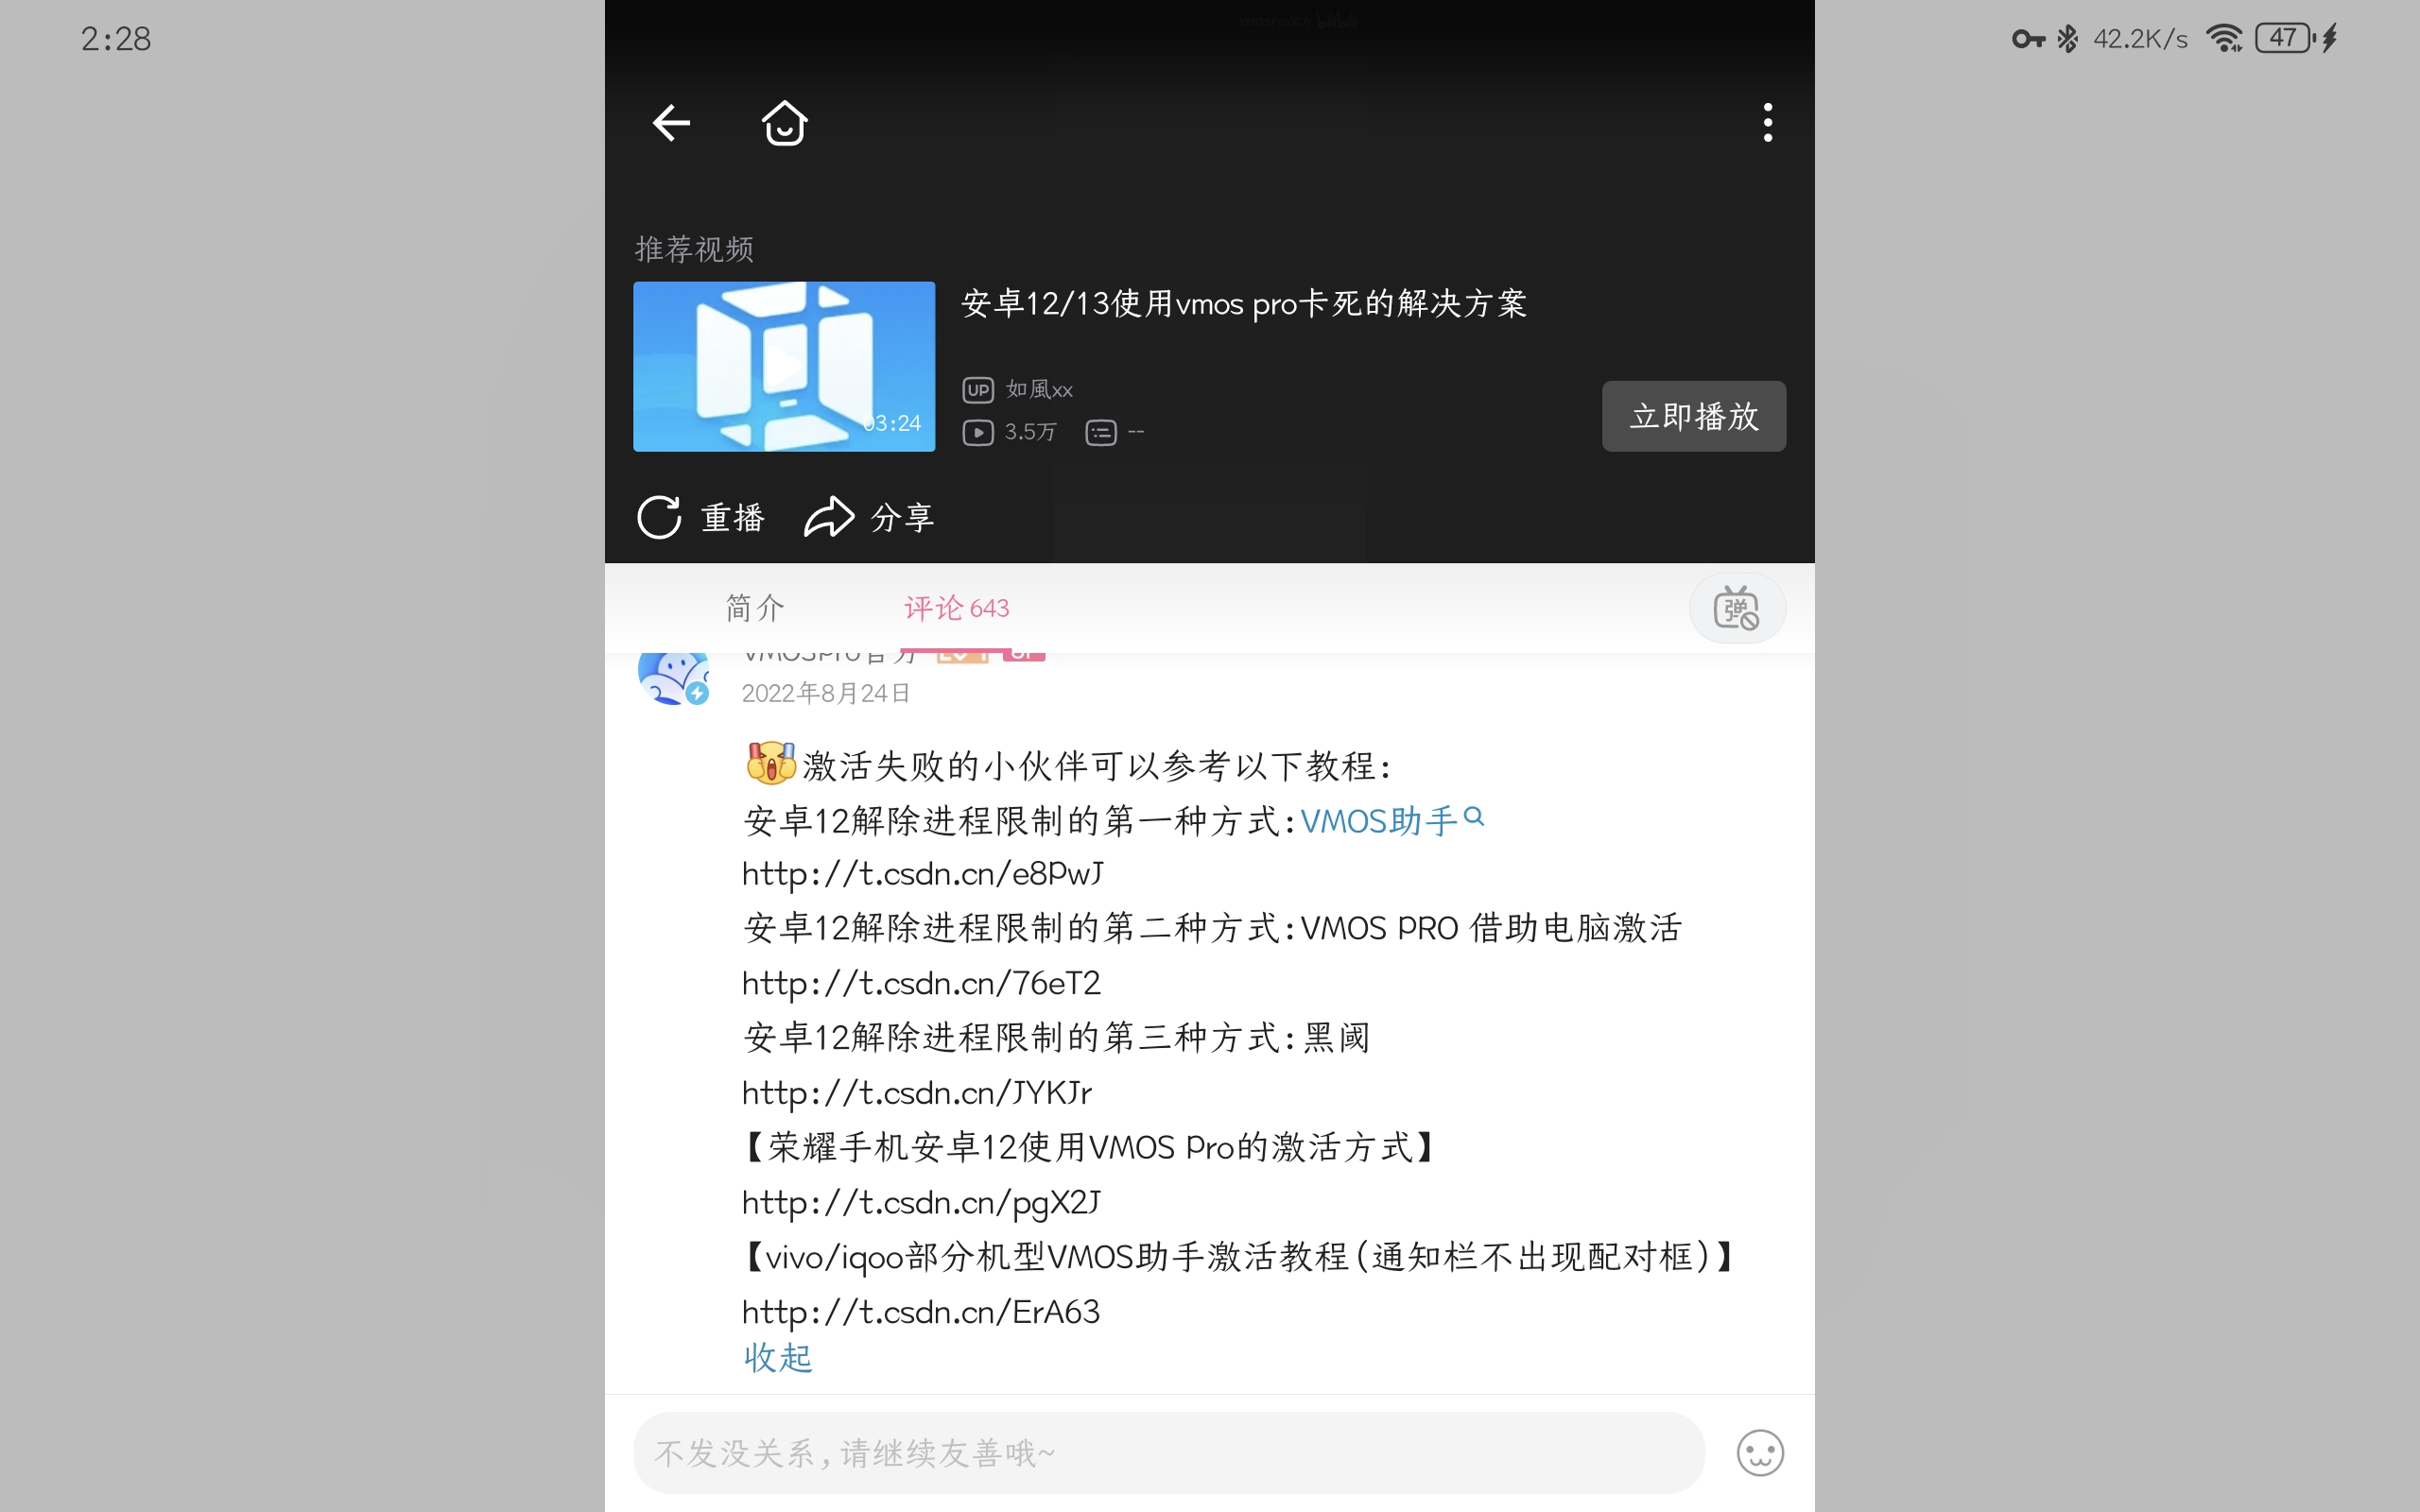 2:28
42.2K/s
47
推荐视频
安卓12/13使用vmos pro卡死的解决方案
03:24
UP 如風xx
3.5万 --
立即播放
重播 分享
简介 评论 643
弹
VMOSPro官方
2022年8月24日
激活失败的小伙伴可以参考以下教程:
安卓12解除进程限制的第一种方式:VMOS助手
http://t.csdn.cn/e8PwJ
安卓12解除进程限制的第二种方式:VMOS PRO 借助电脑激活
http://t.csdn.cn/76eT2
安卓12解除进程限制的第三种方式:黑阈
http://t.csdn.cn/JYKJr
【荣耀手机安卓12使用VMOS Pro的激活方式】
http://t.csdn.cn/pgX2J
【vivo/iqoo部分机型VMOS助手激活教程(通知栏不出现配对框)】
http://t.csdn.cn/ErA63
收起
不发没关系,请继续友善哦~